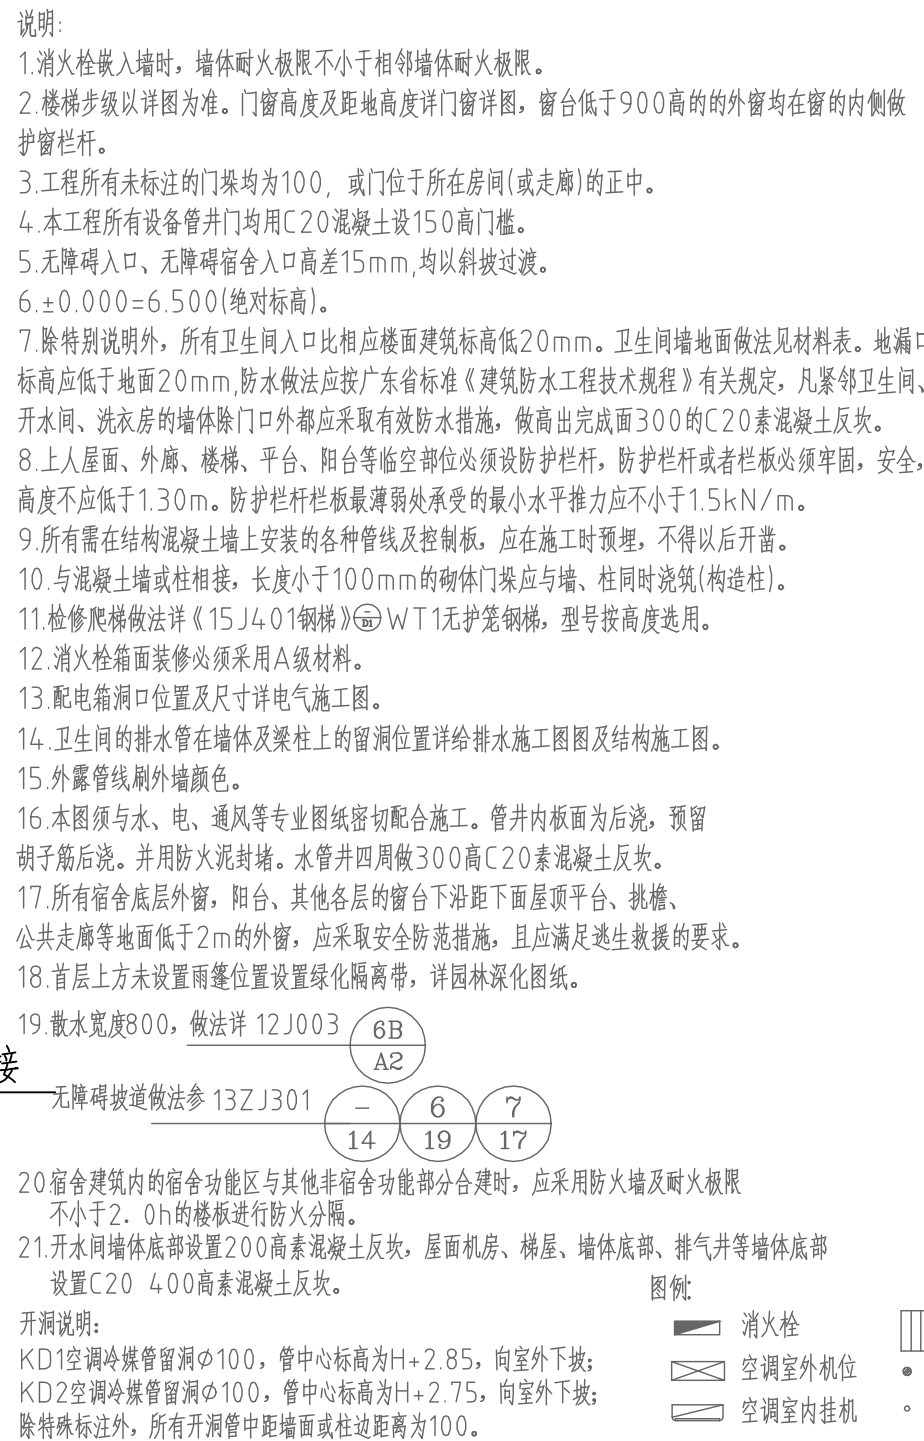 说明:
1.消火栓嵌入墙时，墙体耐火极限不小于相邻墙体耐火极限。
2.楼梯步级以详图为准。门窗高度及距地高度详门窗详图，窗台低于900高的的外窗均在窗的内侧做
护窗栏杆。
3.工程所有未标注的门垛均为100，或门位于所在房间(或走廊)的正中。
4.本工程所有设备管井门均用C20混凝土设150高门槛。
5.无障碍入口、无障碍宿舍入口高差15mm,均以斜坡过渡。
6.±0.000=6.500(绝对标高)。
7.除特别说明外，所有卫生间入口比相应楼面建筑标高低20mm。卫生间墙地面做法见材料表。地漏口
标高应低于地面20mm,防水做法应按广东省标准《建筑防水工程技术规程》有关规定，凡紧邻卫生间、
开水间、洗衣房的墙体除门口外都应采取有效防水措施，做高出完成面300的C20素混凝土反坎。
8.上人屋面、外廊、楼梯、平台、阳台等临空部位必须设防护栏杆，防护栏杆或者栏板必须牢固，安全，
高度不应低于1.30m。防护栏杆栏板最薄弱处承受的最小水平推力应不小于1.5kN/m。
9.所有需在结构混凝土墙上安装的各种管线及控制板，应在施工时预埋，不得以后开凿。
10.与混凝土墙或柱相接，长度小于100mm的砌体门垛应与墙、柱同时浇筑(构造柱)。
11.检修爬梯做法详《15J401钢梯》 – D1 WT1无护笼钢梯，型号按高度选用。
12.消火栓箱面装修必须采用A级材料。
13.配电箱洞口位置及尺寸详电气施工图。
14.卫生间的排水管在墙体及梁柱上的留洞位置详给排水施工图图及结构施工图。
15.外露管线刷外墙颜色。
16.本图须与水、电、通风等专业图纸密切配合施工。管井内板面为后浇，预留
胡子筋后浇。并用防火泥封堵。水管井四周做300高C20素混凝土反坎。
17.所有宿舍底层外窗，阳台、其他各层的窗台下沿距下面屋顶平台、挑檐、
公共走廊等地面低于2m的外窗，应采取安全防范措施，且应满足逃生救援的要求。
18.首层上方未设置雨篷位置设置绿化隔离带，详园林深化图纸。
19.散水宽度800，做法详 12J003 6B A2
接
无障碍坡道做法参 13ZJ301 – 14 6 19 7 17
20.宿舍建筑内的宿舍功能区与其他非宿舍功能部分合建时，应采用防火墙及耐火极限
不小于2. 0h的楼板进行防火分隔。
21.开水间墙体底部设置200高素混凝土反坎，屋面机房、梯屋、墙体底部、排气井等墙体底部
设置C20 400高素混凝土反坎。
图例:
开洞说明:
消火栓
KD1空调冷媒管留洞Φ100，管中心标高为H+2.85，向室外下坡;
空调室外机位
KD2空调冷媒管留洞Φ100，管中心标高为H+2.75，向室外下坡;
空调室内挂机
除特殊标注外，所有开洞管中距墙面或柱边距离为100。